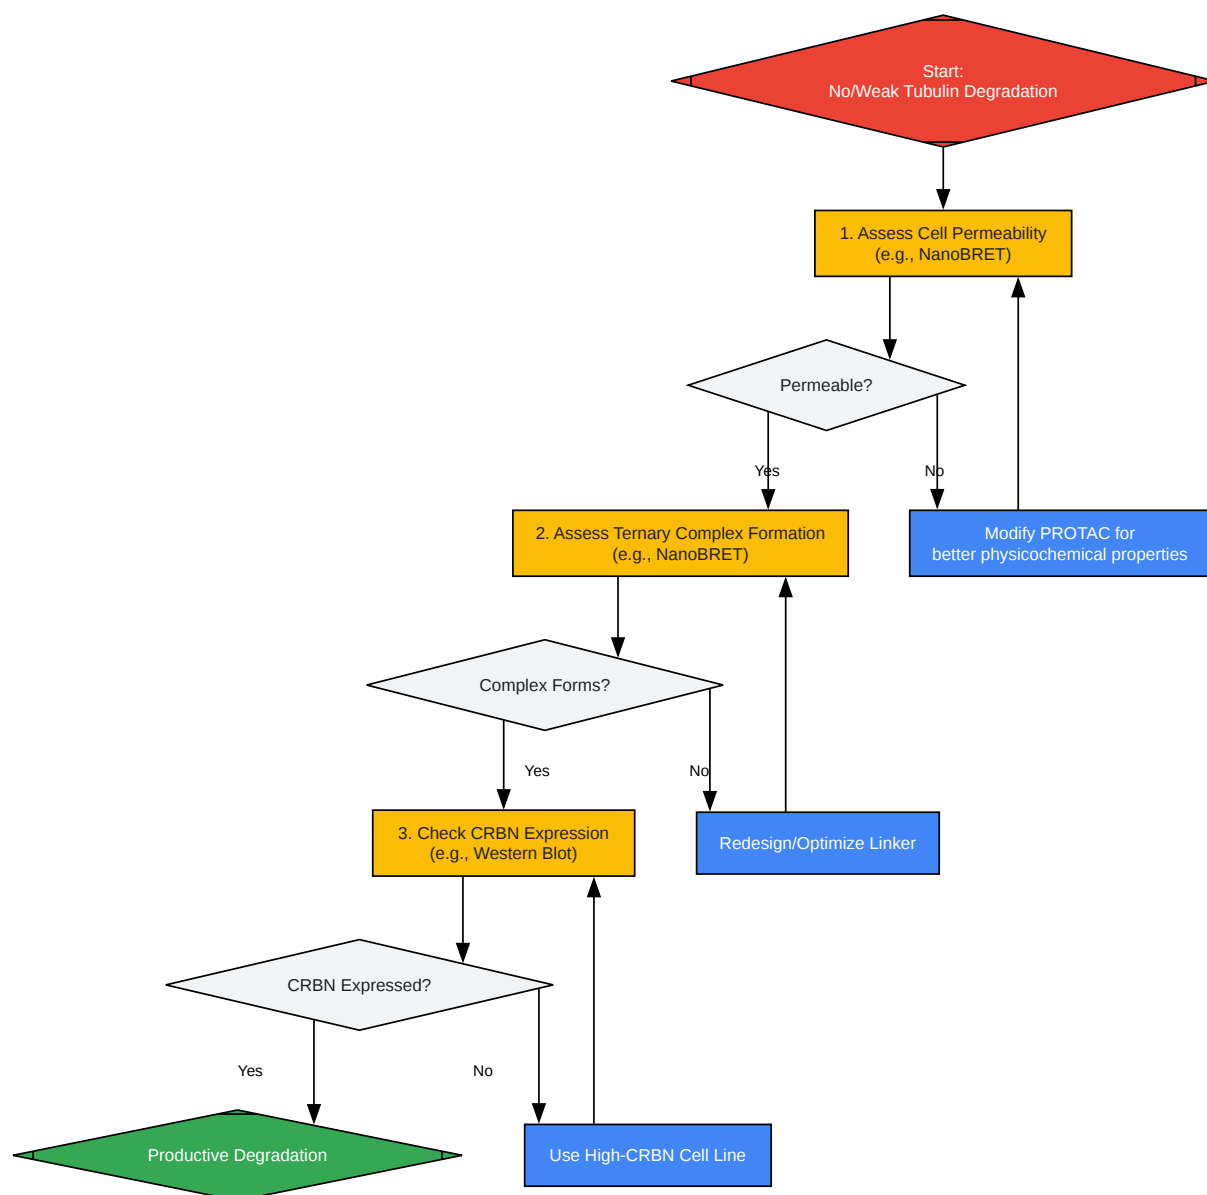 Start:
No/Weak Tubulin Degradation
1. Assess Cell Permeability
(e.g., NanoBRET)
Permeable?
Yes
No
2. Assess Ternary Complex Formation
(e.g., NanoBRET)
Modify PROTAC for
better physicochemical properties
Complex Forms?
Yes
No
3. Check CRBN Expression
(e.g., Western Blot)
Redesign/Optimize Linker
CRBN Expressed?
Yes
No
Productive Degradation
Use High-CRBN Cell Line